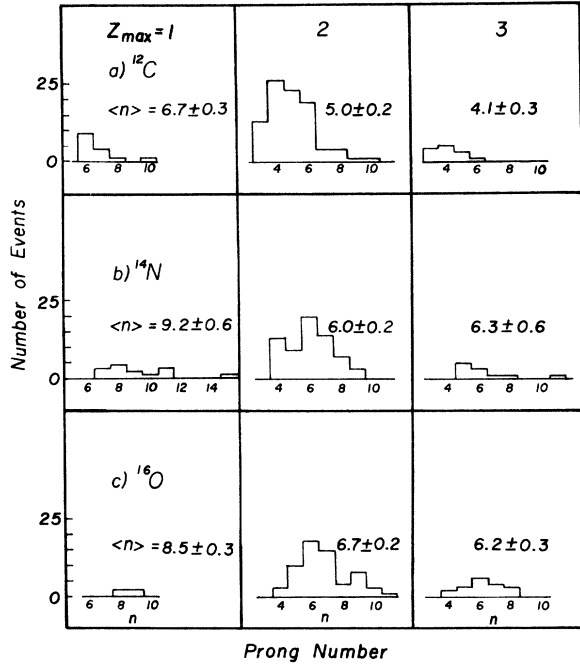 Z_max = 1 2 3
a) ¹²C
25
<n> = 6.7±0.3 5.0±0.2 4.1±0.3
0
6 8 10 4 6 8 10 4 6 8 10
b) ¹⁴N
25
<n> = 9.2±0.6 6.0±0.2 6.3±0.6
0
6 8 10 12 14 4 6 8 10 4 6 8 10
c) ¹⁶O
25
<n> = 8.5±0.3 6.7±0.2 6.2±0.3
0
6 8 10 4 6 8 10 4 6 8 10
n n n
Number of Events
Prong Number